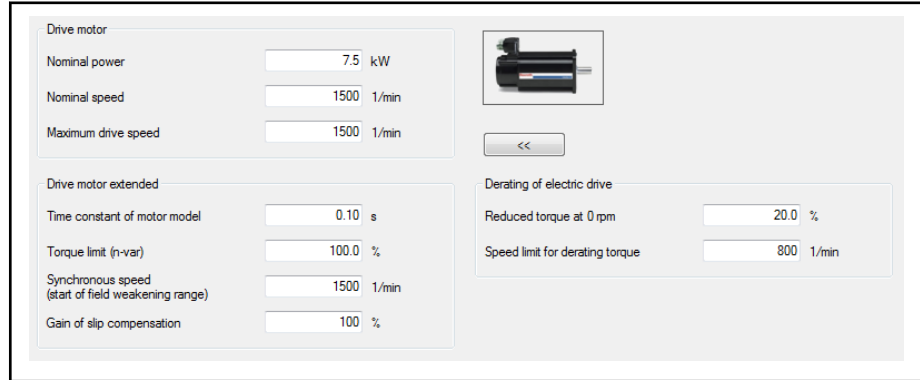 Drive motor
Nominal power 7.5 kW
Nominal speed 1500 1/min
Maximum drive speed 1500 1/min
<<
Drive motor extended
Time constant of motor model 0.10 s
Torque limit (n-var) 100.0 %
Synchronous speed
(start of field weakening range) 1500 1/min
Gain of slip compensation 100 %
Derating of electric drive
Reduced torque at 0 rpm 20.0 %
Speed limit for derating torque 800 1/min